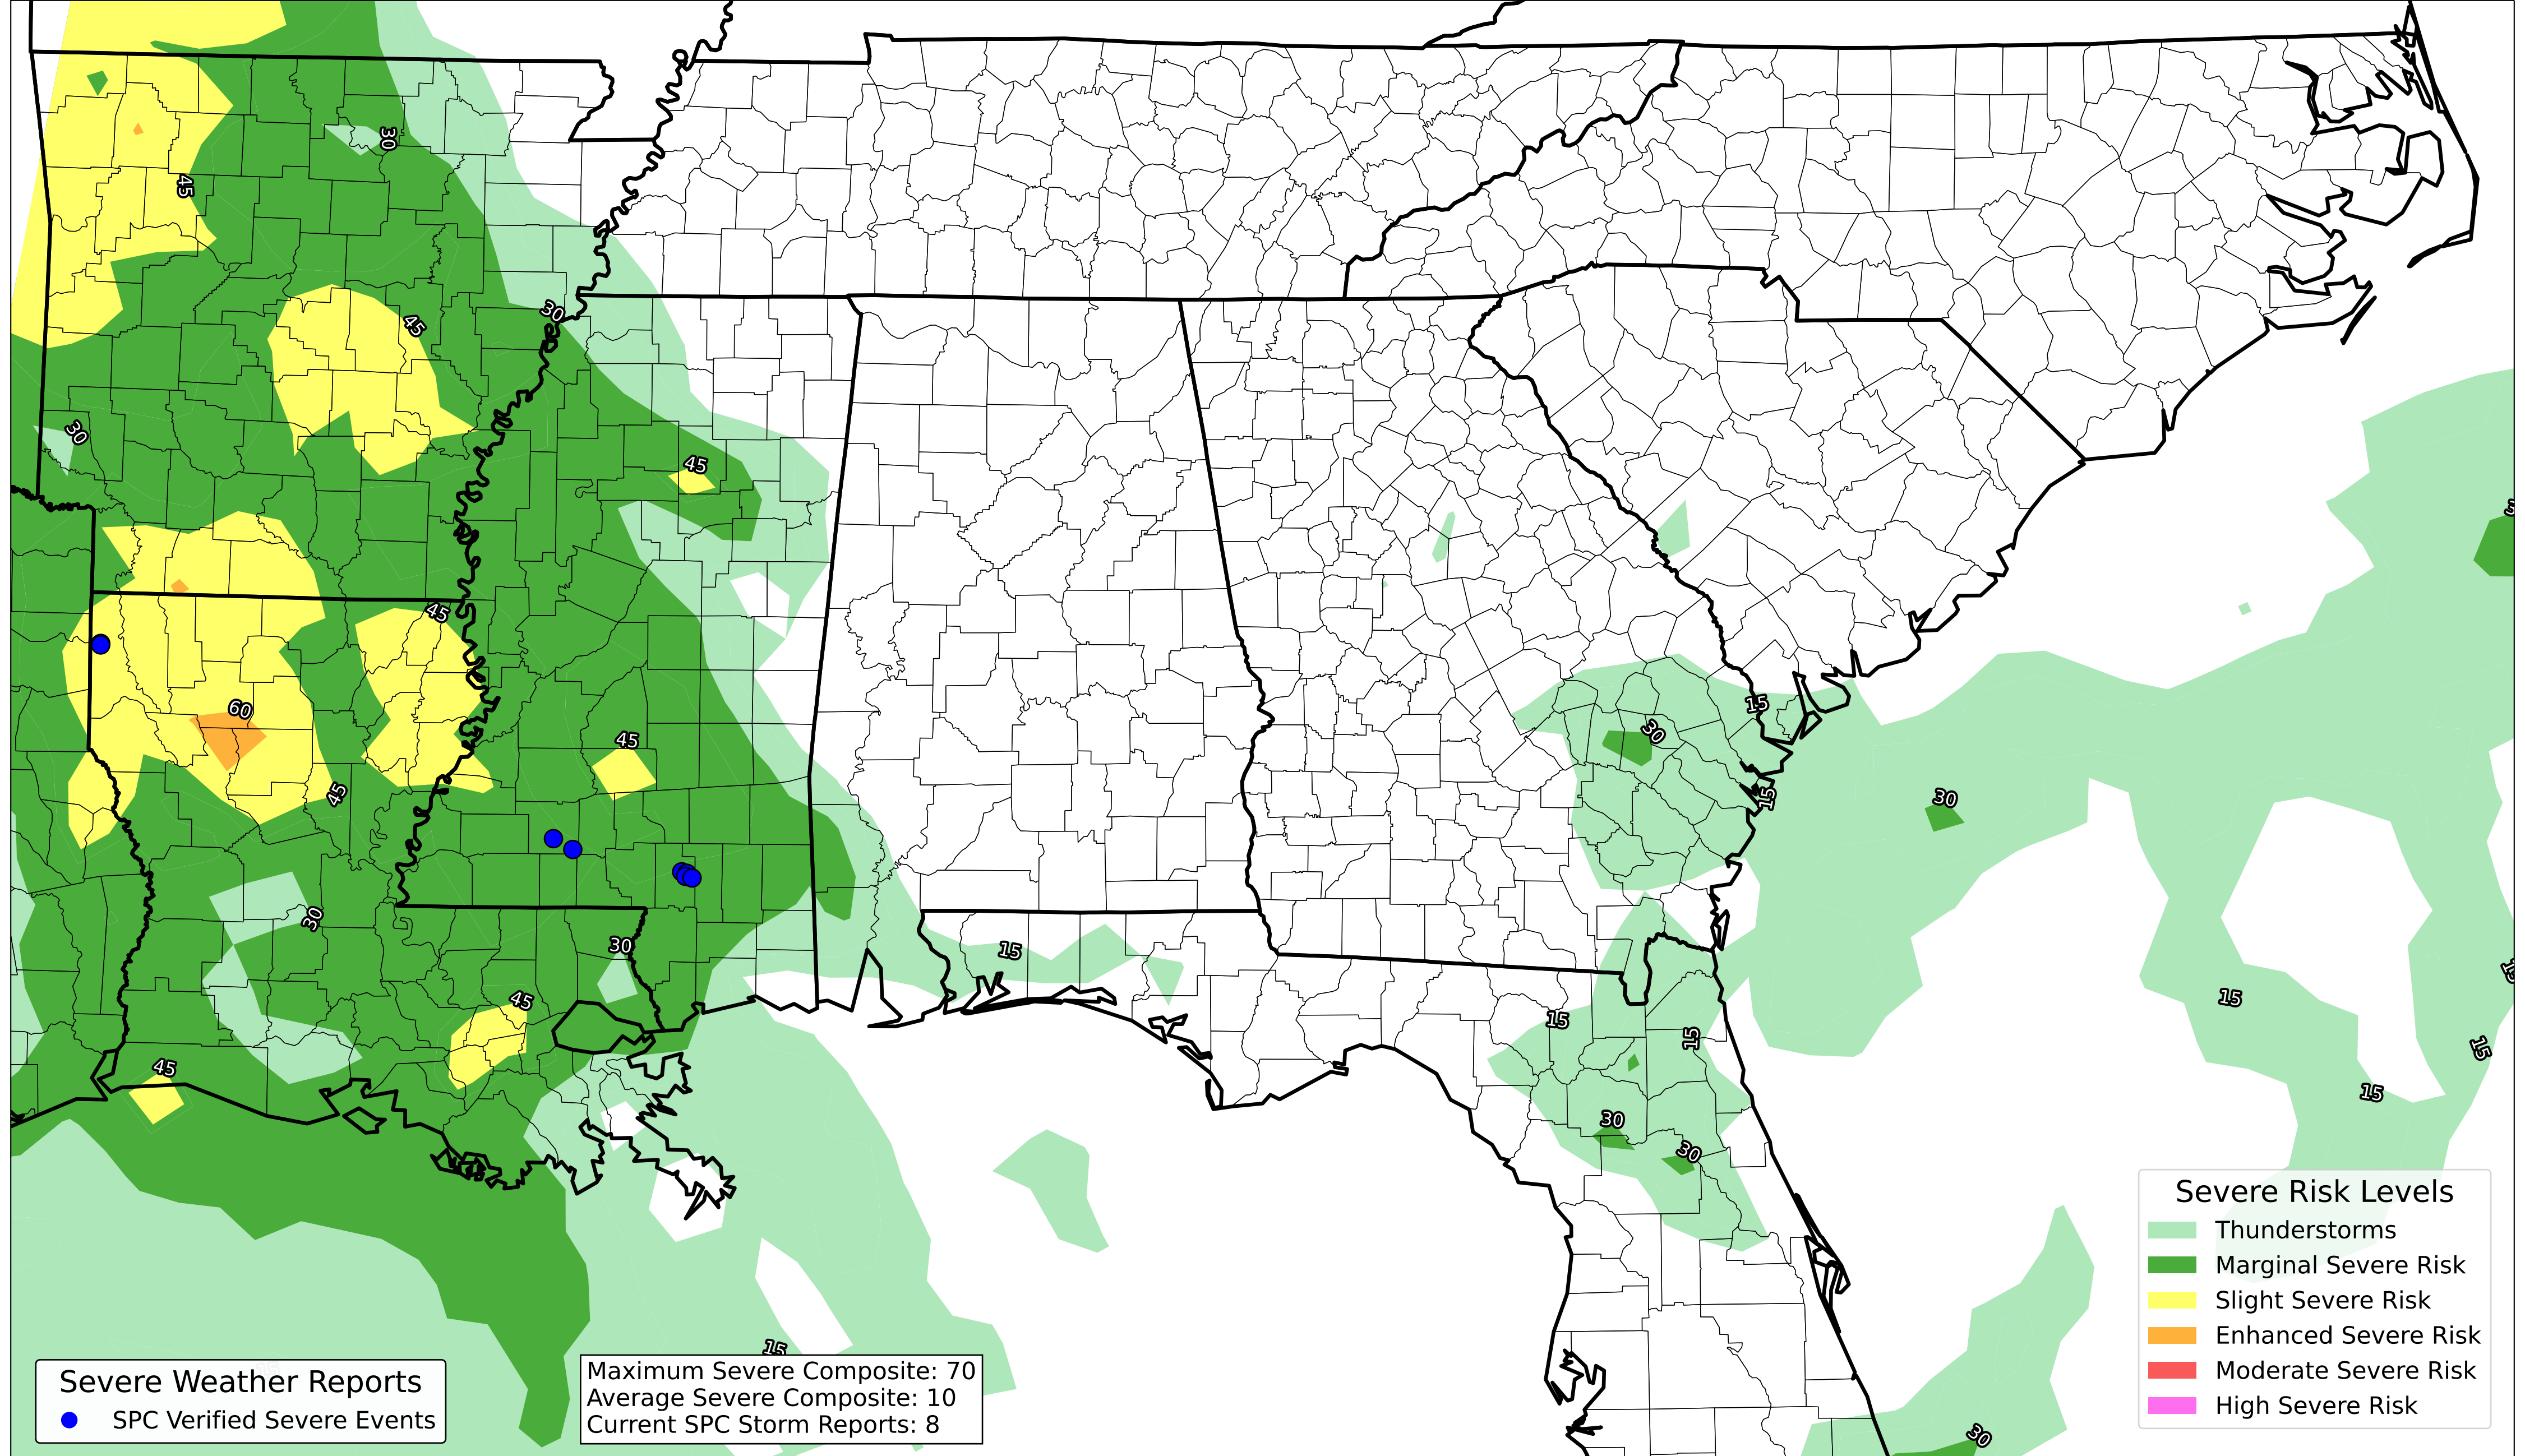 30
45
30
45
30
45
30
45
60
45
45
15
30
45
15
30
30
30
15
45
15
15
15
15
45
15
30
30
15
30
Severe Weather Reports
SPC Verified Severe Events
Maximum Severe Composite: 70
Average Severe Composite: 10
Current SPC Storm Reports: 8
Severe Risk Levels
Thunderstorms
Marginal Severe Risk
Slight Severe Risk
Enhanced Severe Risk
Moderate Severe Risk
High Severe Risk